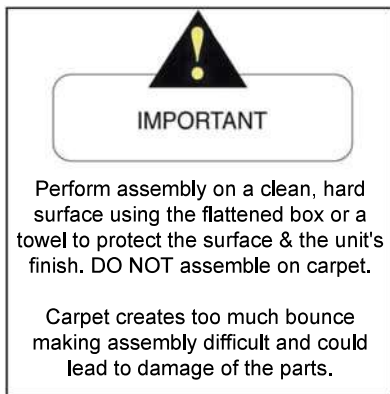 !
IMPORTANT
Perform assembly on a clean, hard
surface using the flattened box or a
towel to protect the surface & the unit's
finish. DO NOT assemble on carpet.
Carpet creates too much bounce
making assembly difficult and could
lead to damage of the parts.